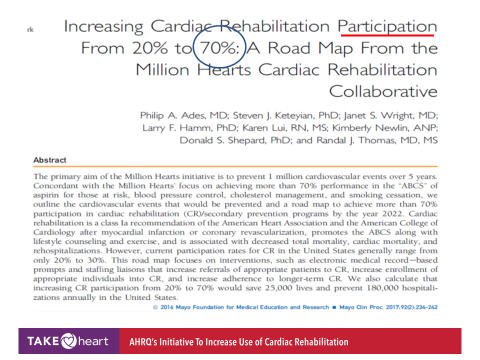 rk
Increasing Cardiac Rehabilitation Participation
From 20% to 70%: A Road Map From the
Million Hearts Cardiac Rehabilitation
Collaborative
Philip A. Ades, MD; Steven J. Keteyian, PhD; Janet S. Wright, MD;
Larry F. Hamm, PhD; Karen Lui, RN, MS; Kimberly Newlin, ANP;
Donald S. Shepard, PhD; and Randal J. Thomas, MD, MS
Abstract
The primary aim of the Million Hearts initiative is to prevent 1 million cardiovascular events over 5 years.
Concordant with the Million Hearts' focus on achieving more than 70% performance in the "ABCS" of
aspirin for those at risk, blood pressure control, cholesterol management, and smoking cessation, we
outline the cardiovascular events that would be prevented and a road map to achieve more than 70%
participation in cardiac rehabilitation (CR)/secondary prevention programs by the year 2022. Cardiac
rehabilitation is a class Ia recommendation of the American Heart Association and the American College of
Cardiology after myocardial infarction or coronary revascularization, promotes the ABCS along with
lifestyle counseling and exercise, and is associated with decreased total mortality, cardiac mortality, and
rehospitalizations. However, current participation rates for CR in the United States generally range from
only 20% to 30%. This road map focuses on interventions, such as electronic medical record—based
prompts and staffing liaisons that increase referrals of appropriate patients to CR, increase enrollment of
appropriate individuals into CR, and increase adherence to longer-term CR. We also calculate that
increasing CR participation from 20% to 70% would save 25,000 lives and prevent 180,000 hospitali-
zations annually in the United States.
© 2016 Mayo Foundation for Medical Education and Research ■ Mayo Clin Proc. 2017;92(2):234-242
TAKE heart
AHRQ's Initiative To Increase Use of Cardiac Rehabilitation